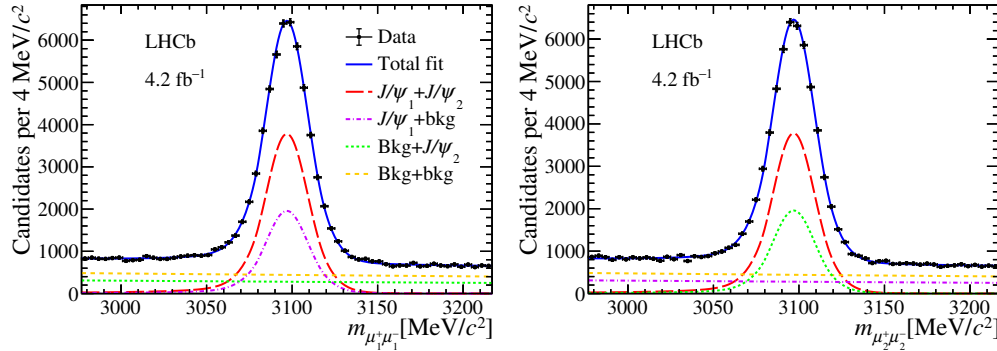 Candidates per 4 MeV/c²
6000
5000
4000
3000
2000
1000
0
LHCb
4.2 fb⁻¹
Data
Total fit
J/ψ₁+J/ψ₂
J/ψ₁+bkg
Bkg+J/ψ₂
Bkg+bkg
3000 3050 3100 3150 3200
m_{μ₁⁺μ₁⁻}[MeV/c²]
Candidates per 4 MeV/c²
6000
5000
4000
3000
2000
1000
0
LHCb
4.2 fb⁻¹
3000 3050 3100 3150 3200
m_{μ₂⁺μ₂⁻}[MeV/c²]